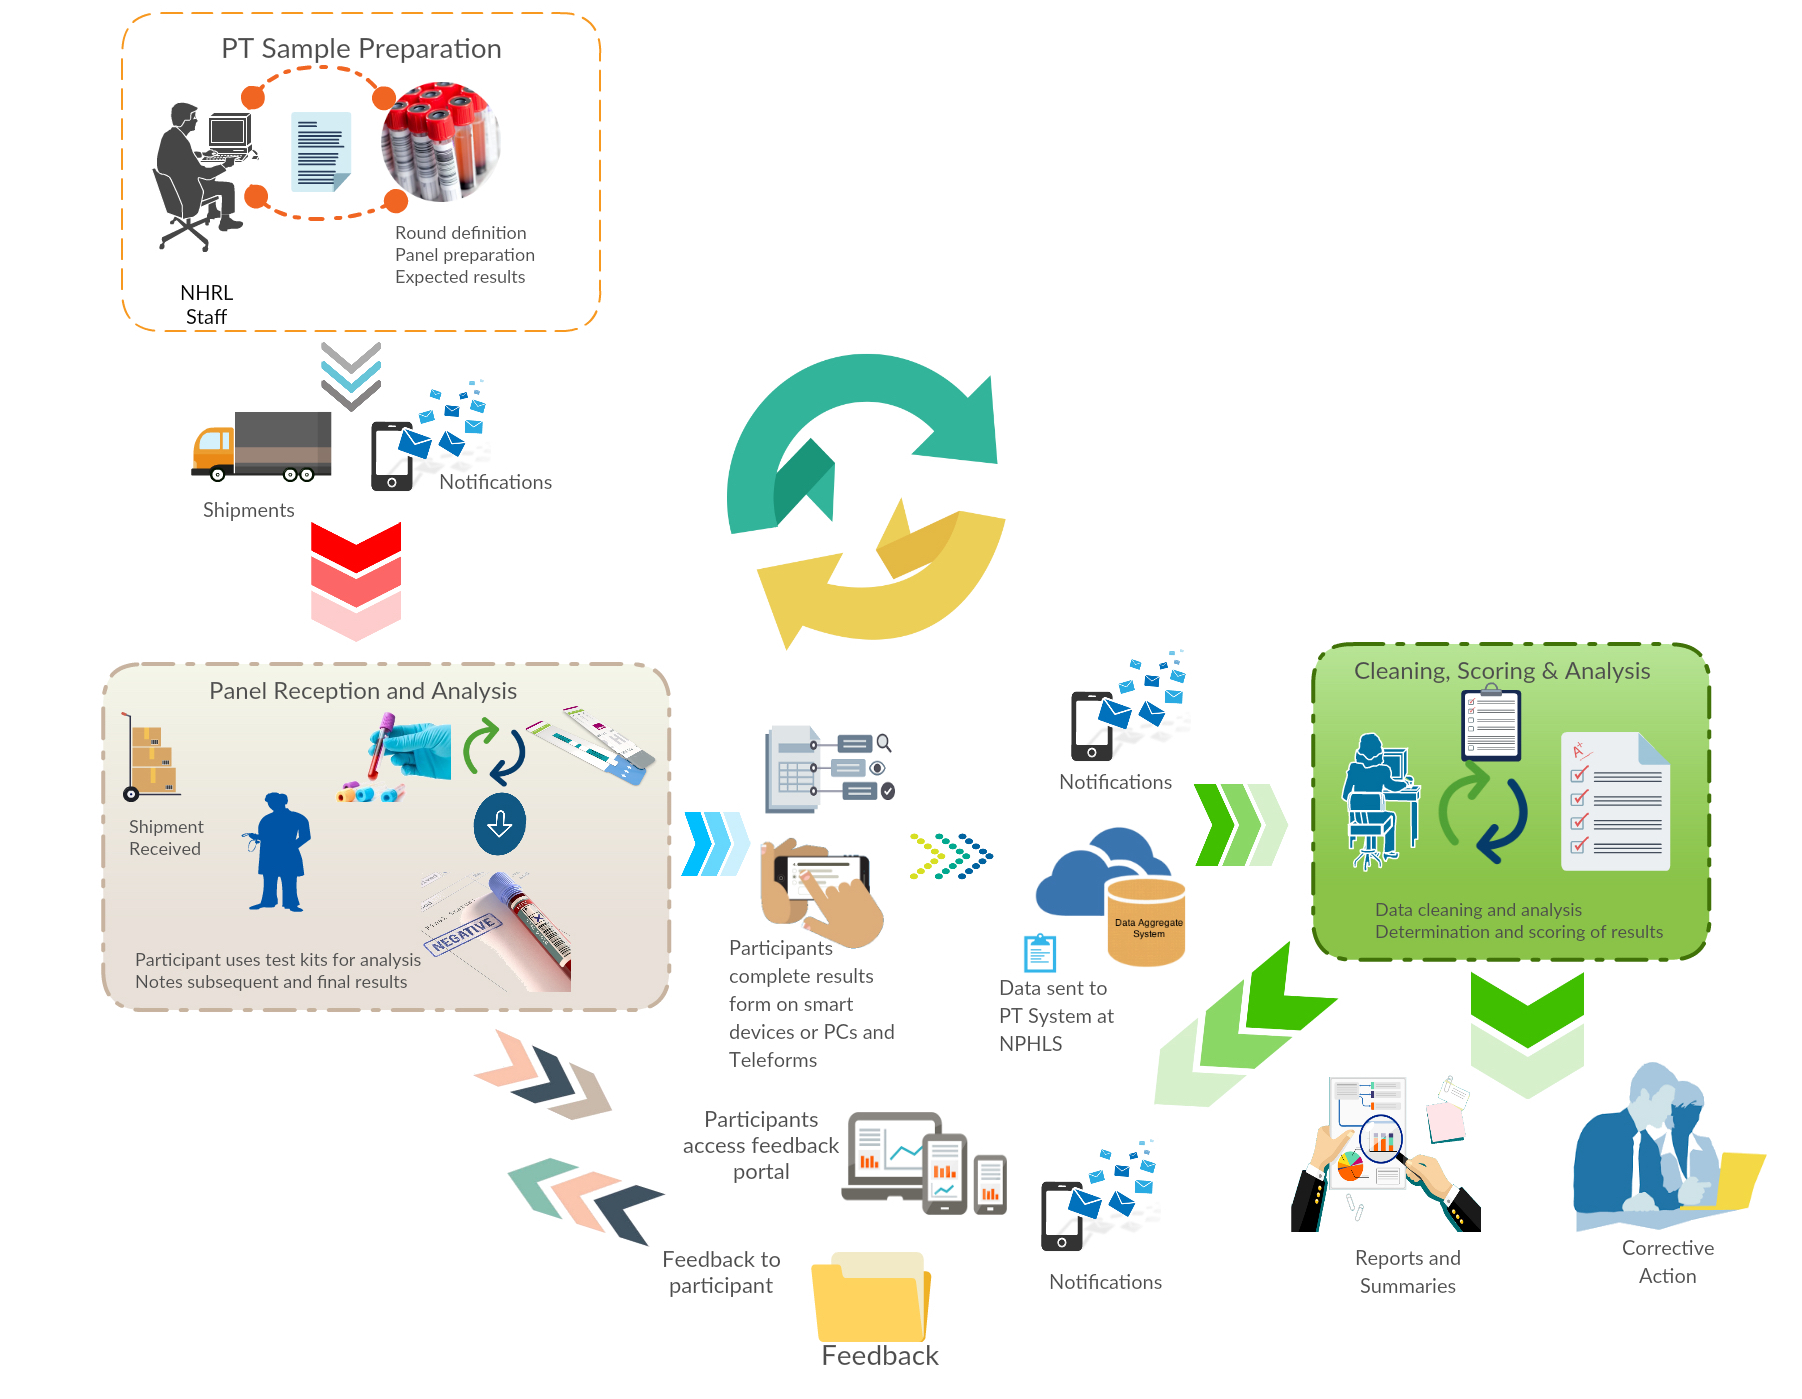 PT Sample Preparation
Round definition
Panel preparation
Expected results
NHRL
Staff
Shipments
Notifications
Panel Reception and Analysis
Shipment
Received
NEGATIVE
Participant uses test kits for analysis
Notes subsequent and final results
Participants
complete results
form on smart
devices or PCs and
Teleforms
Notifications
Data Aggregate
System
Data sent to
PT System at
NPHLS
Cleaning, Scoring & Analysis
A+
Data cleaning and analysis
Determination and scoring of results
Participants
access feedback
portal
Feedback to
participant
Feedback
Notifications
Reports and
Summaries
Corrective
Action